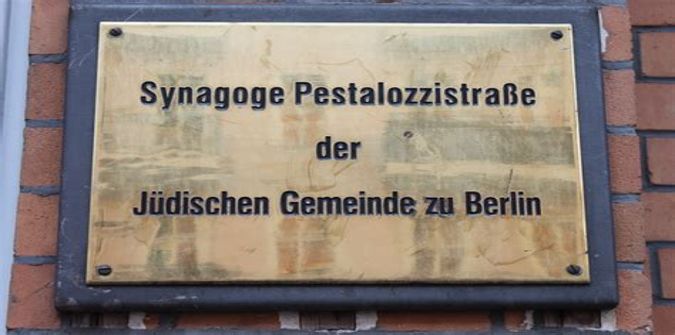 Synagoge Pestalozzistraße
der
Jüdischen Gemeinde zu Berlin